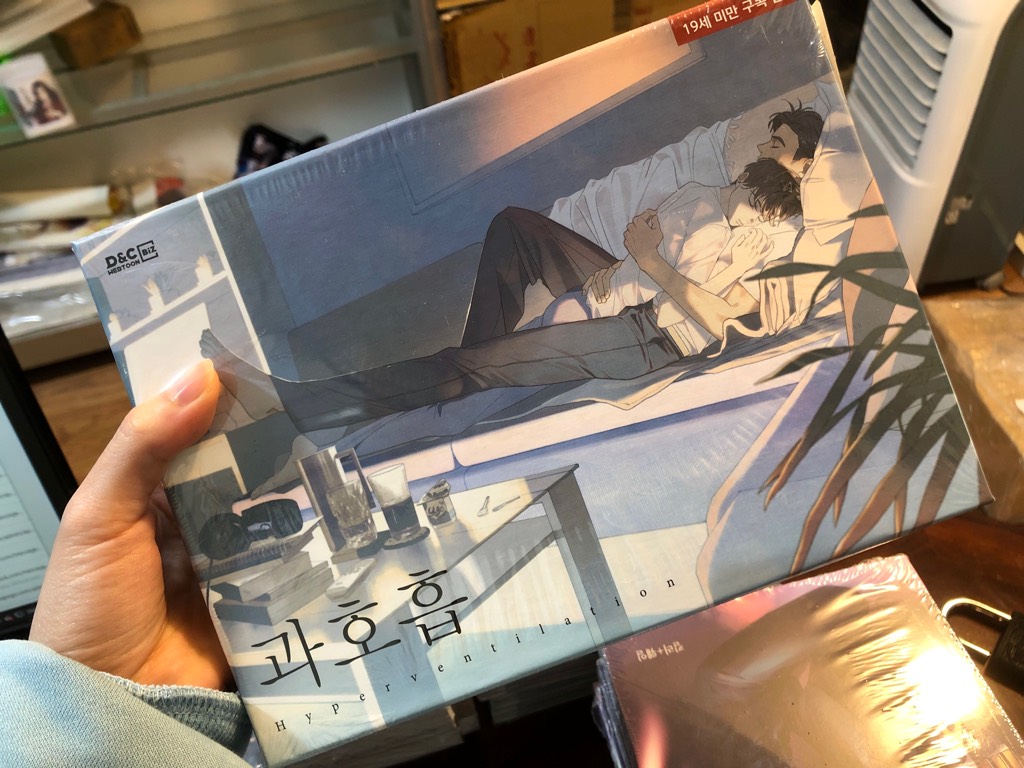 19세 미만 구독
D&C
WEBTOON
BIZ
과호흡
Hyperventilation